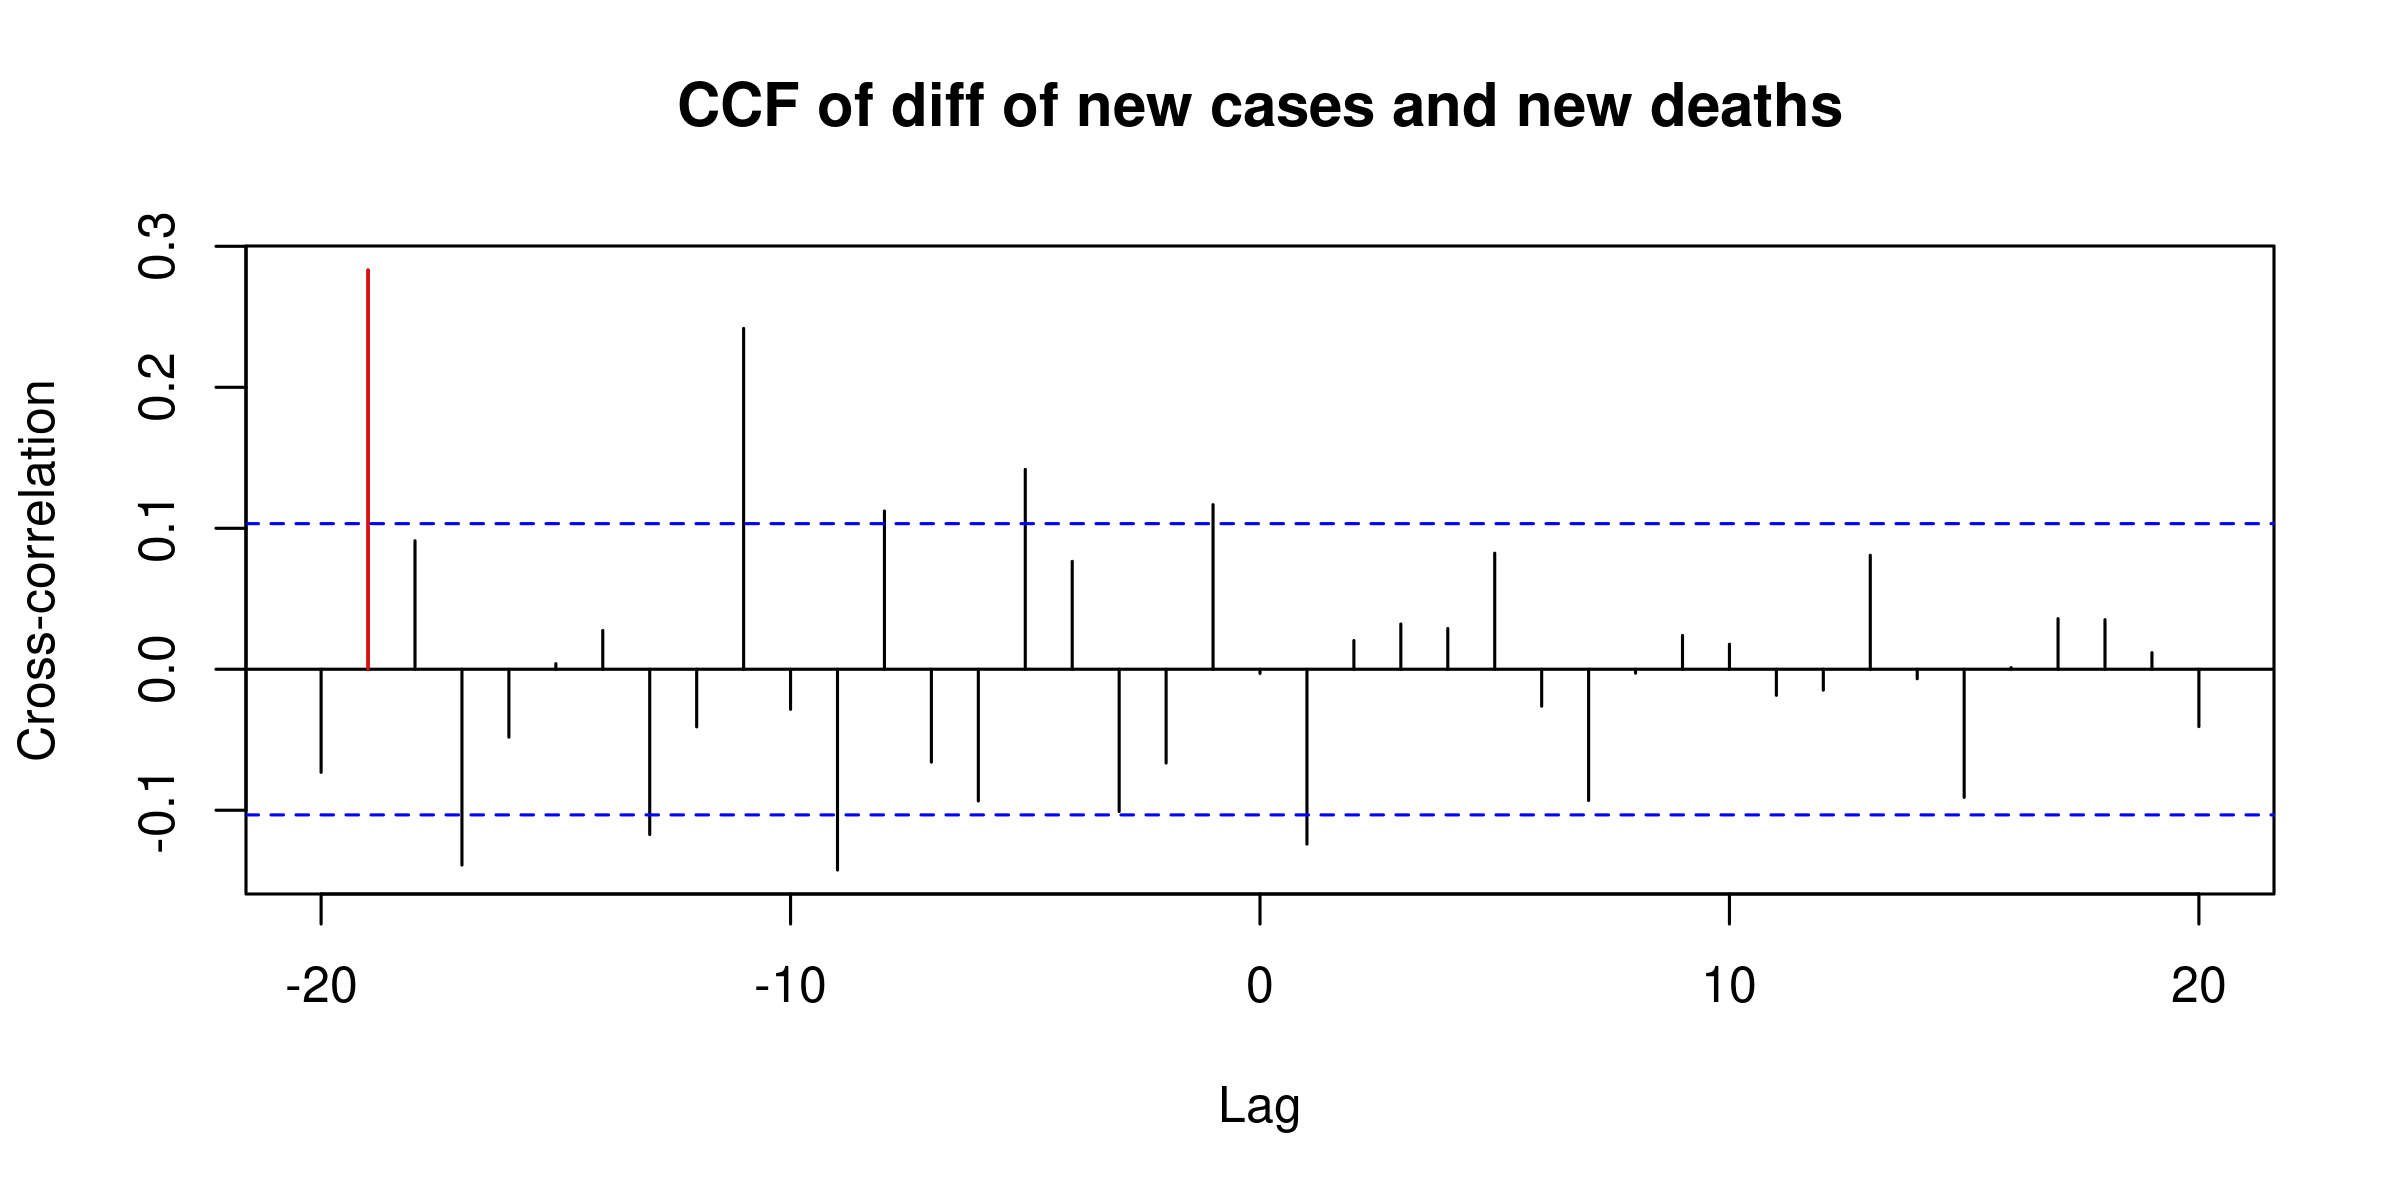 CCF of diff of new cases and new deaths
Cross-correlation
0.3
0.2
0.1
0.0
-0.1
-20 -10 0 10 20
Lag